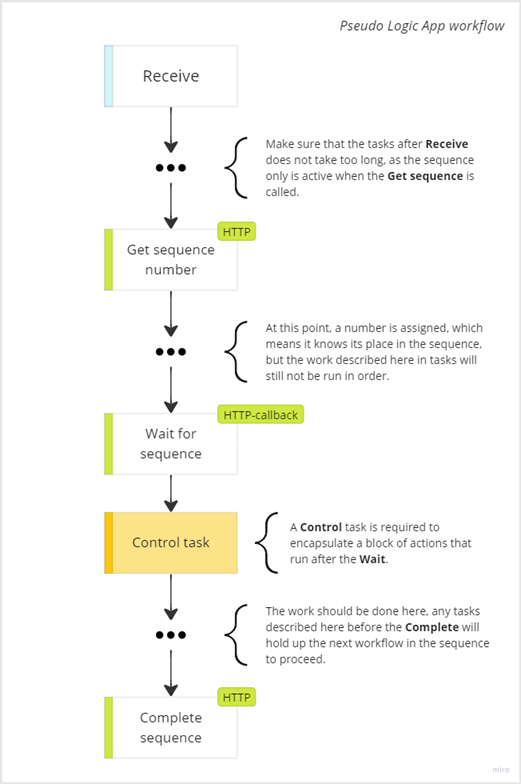 Pseudo Logic App workflow
Receive
Make sure that the tasks after Receive
does not take too long, as the sequence
only is active when the Get sequence is
called.
HTTP
Get sequence
number
At this point, a number is assigned, which
means it knows its place in the sequence,
but the work described here in tasks will
still not be run in order.
HTTP-callback
Wait for
sequence
Control task
A Control task is required to
encapsulate a block of actions that
run after the Wait.
The work should be done here, any tasks
described here before the Complete will
hold up the next workflow in the sequence
to proceed.
HTTP
Complete
sequence
miro